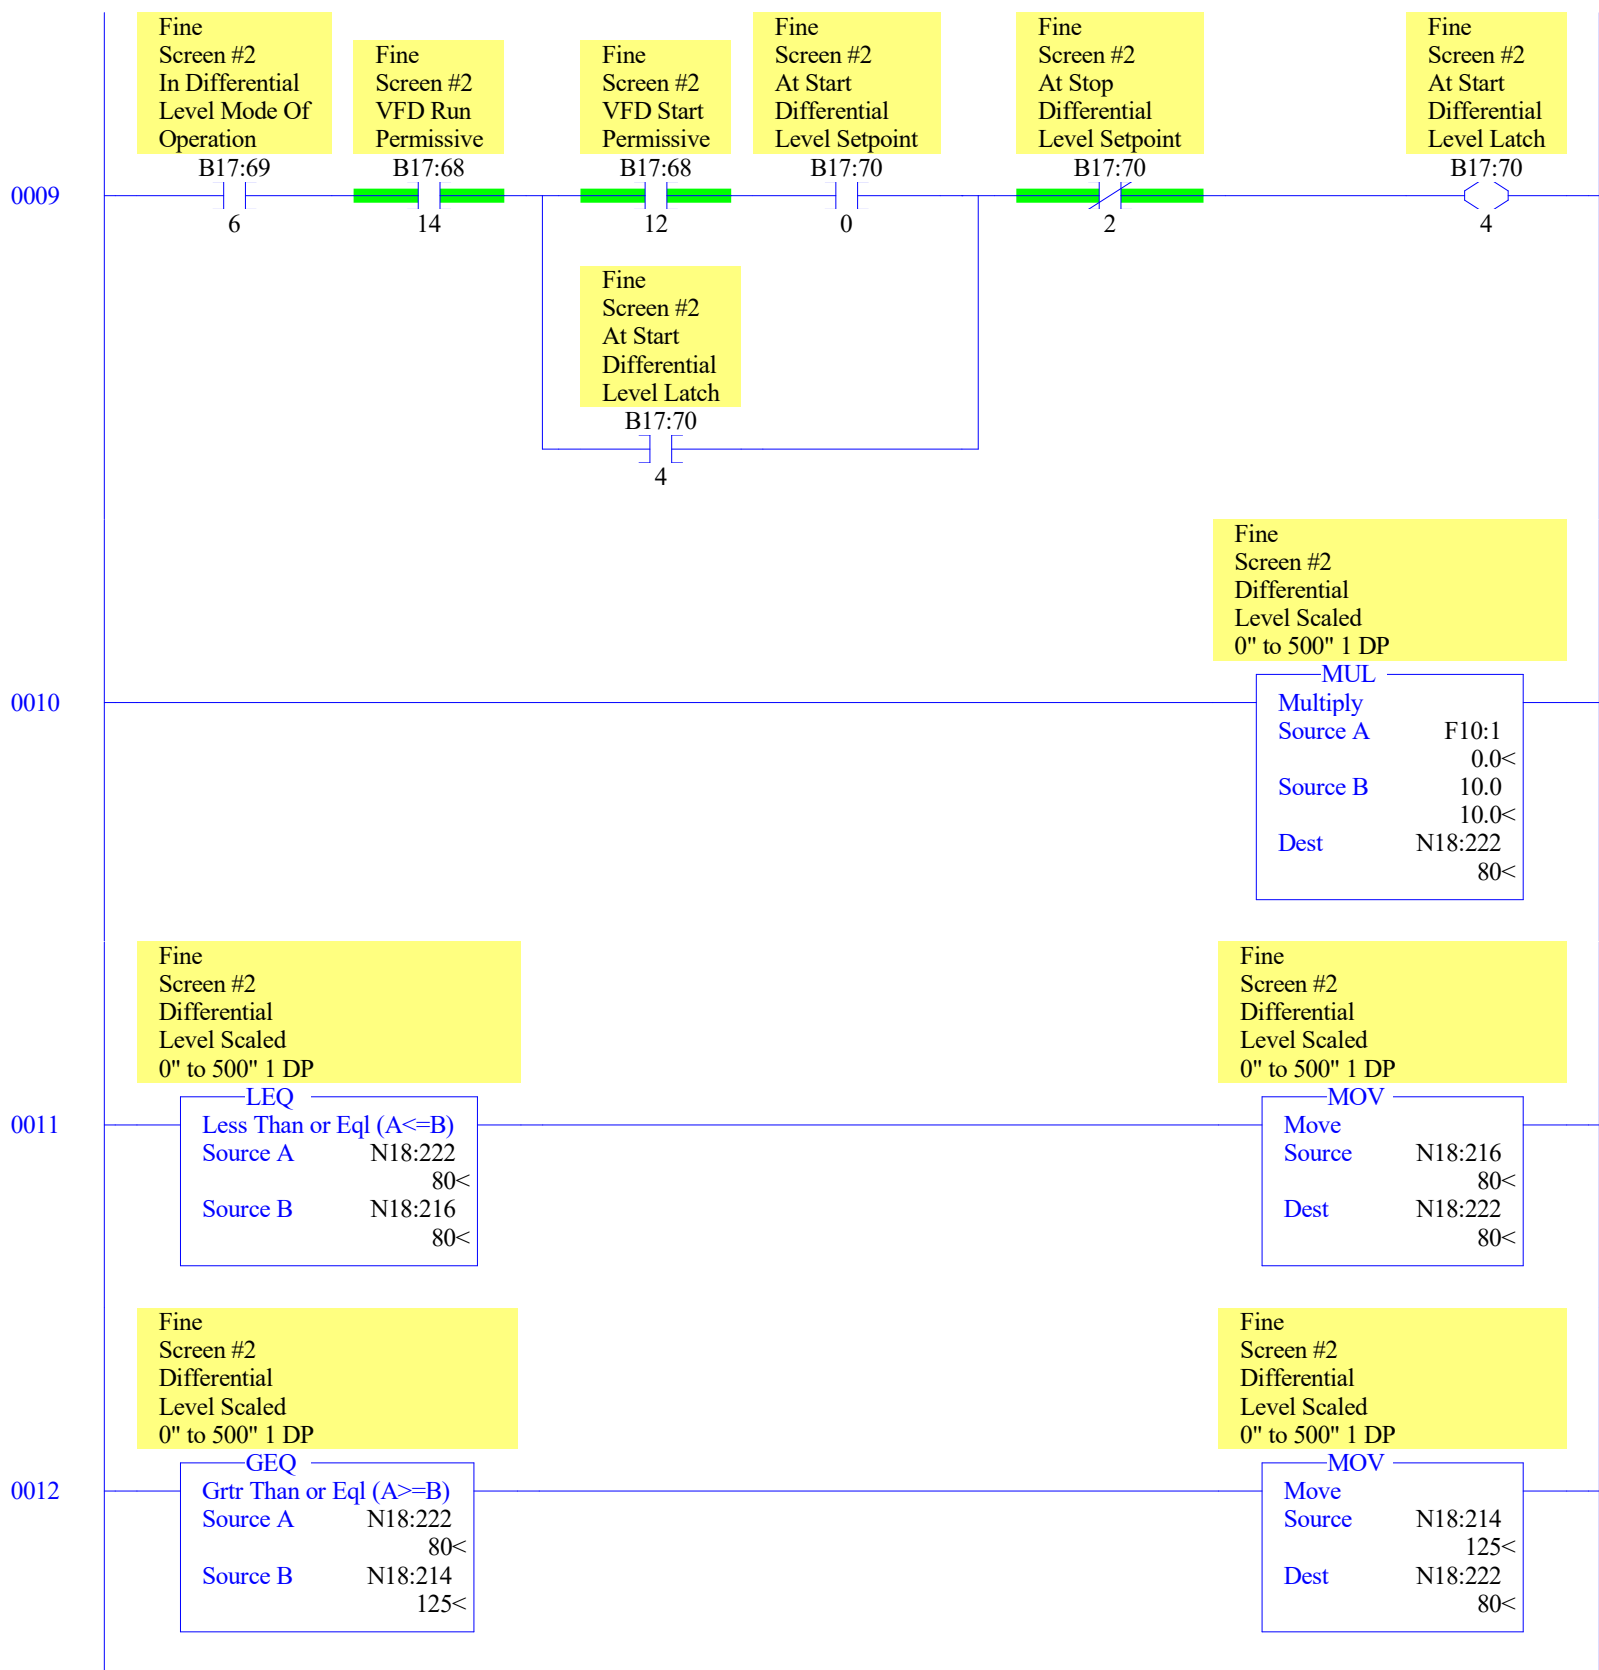 Fine
Screen #2
In Differential
Level Mode Of
Operation
B17:69
6
Fine
Screen #2
VFD Run
Permissive
B17:68
14
Fine
Screen #2
VFD Start
Permissive
B17:68
12
Fine
Screen #2
At Start
Differential
Level Setpoint
B17:70
0
Fine
Screen #2
At Stop
Differential
Level Setpoint
B17:70
2
Fine
Screen #2
At Start
Differential
Level Latch
B17:70
4
0009
Fine
Screen #2
At Start
Differential
Level Latch
B17:70
4
Fine
Screen #2
Differential
Level Scaled
0" to 500" 1 DP
0010
MUL
Multiply
Source A F10:1
0.0<
Source B 10.0
10.0<
Dest N18:222
80<
Fine
Screen #2
Differential
Level Scaled
0" to 500" 1 DP
0011
LEQ
Less Than or Eql (A<=B)
Source A N18:222
80<
Source B N18:216
80<
Fine
Screen #2
Differential
Level Scaled
0" to 500" 1 DP
MOV
Move
Source N18:216
80<
Dest N18:222
80<
Fine
Screen #2
Differential
Level Scaled
0" to 500" 1 DP
0012
GEQ
Grtr Than or Eql (A>=B)
Source A N18:222
80<
Source B N18:214
125<
Fine
Screen #2
Differential
Level Scaled
0" to 500" 1 DP
MOV
Move
Source N18:214
125<
Dest N18:222
80<